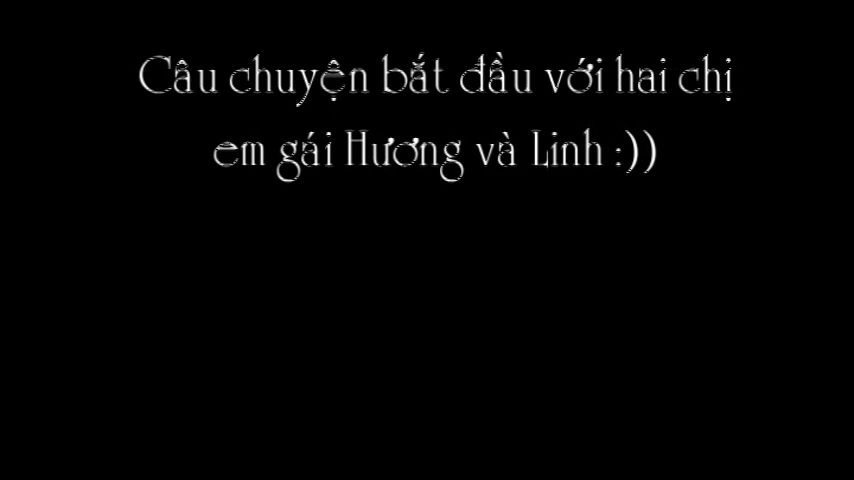 Câu chuyện bắt đầu với hai chị
em gái Hương và Linh :))